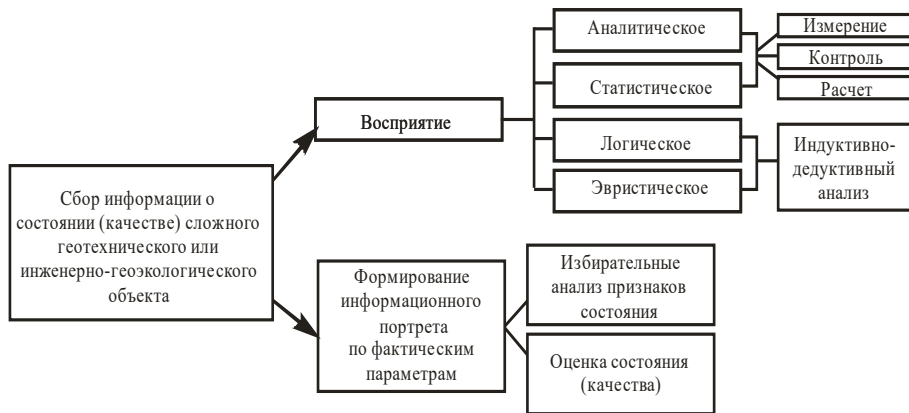 Сбор информации о
состоянии (качестве) сложного
геотехнического или
инженерно-геоэкологического
объекта
Восприятие
Аналитическое
Статистическое
Логическое
Эвристическое
Измерение
Контроль
Расчет
Индуктивно-
дедуктивный
анализ
Формирование
информационного
портрета
по фактическим
параметрам
Избирательные
анализ признаков
состояния
Оценка состояния
(качества)